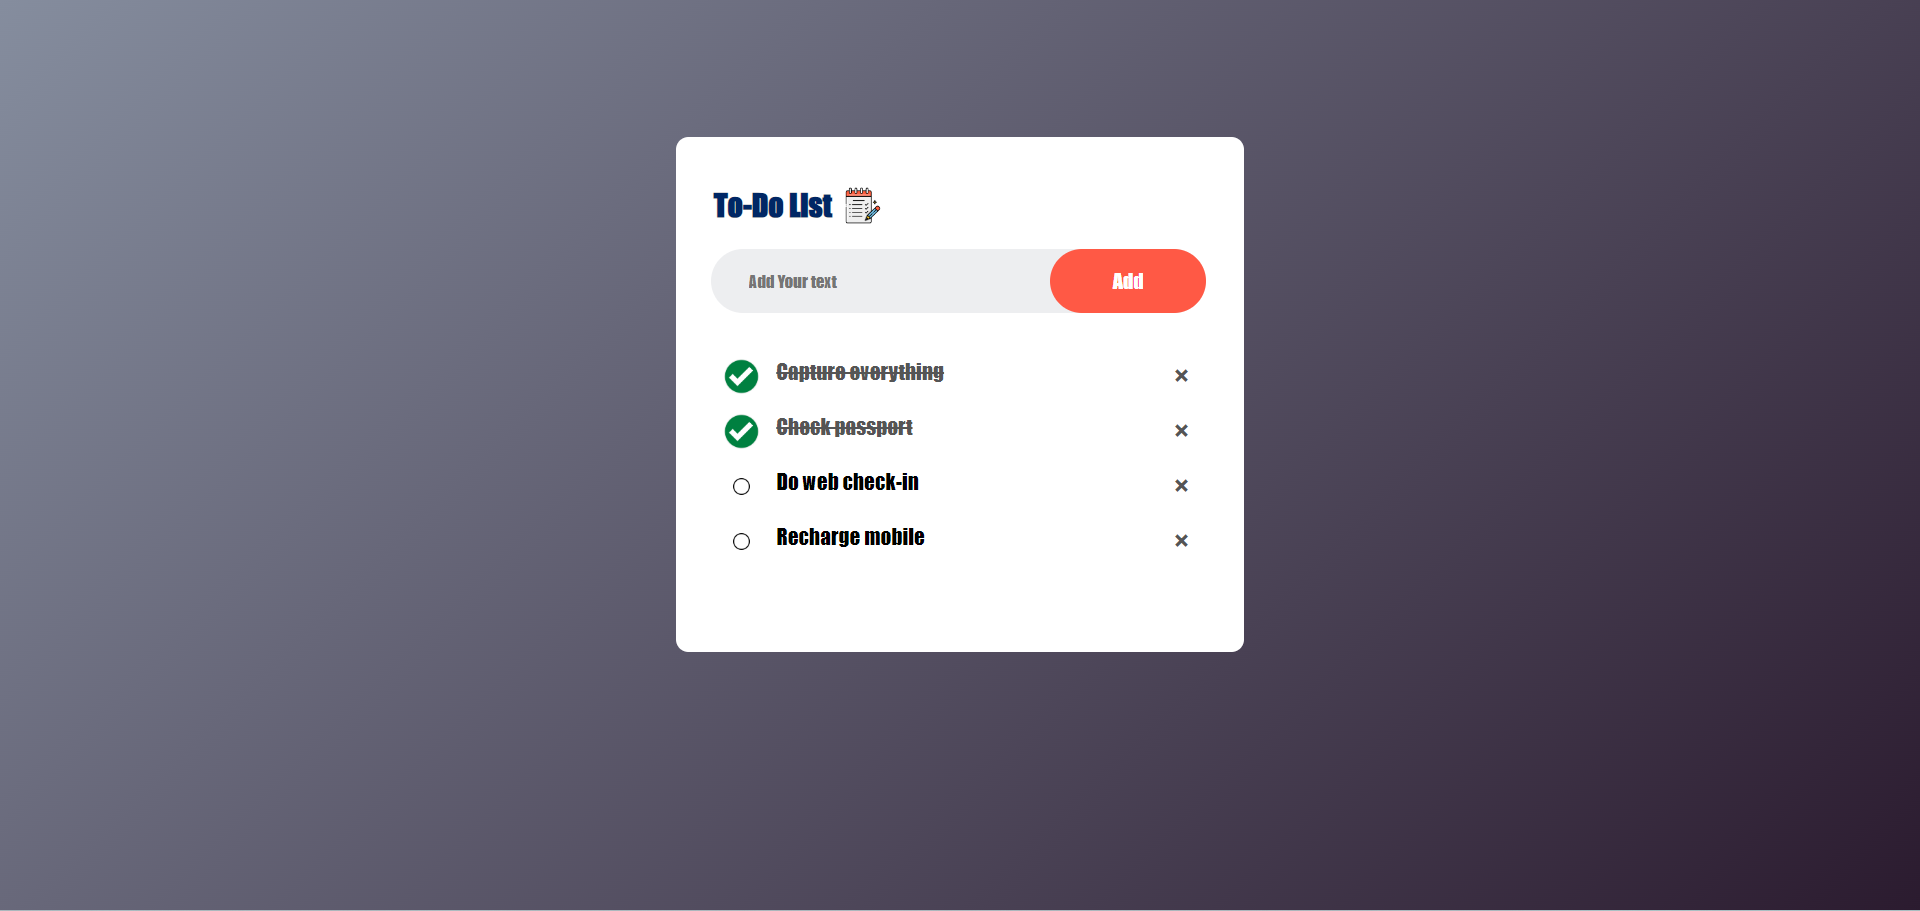 To-Do List
Add Your text
Add
Capture everything
×
Check passport
×
Do web check-in
×
Recharge mobile
×